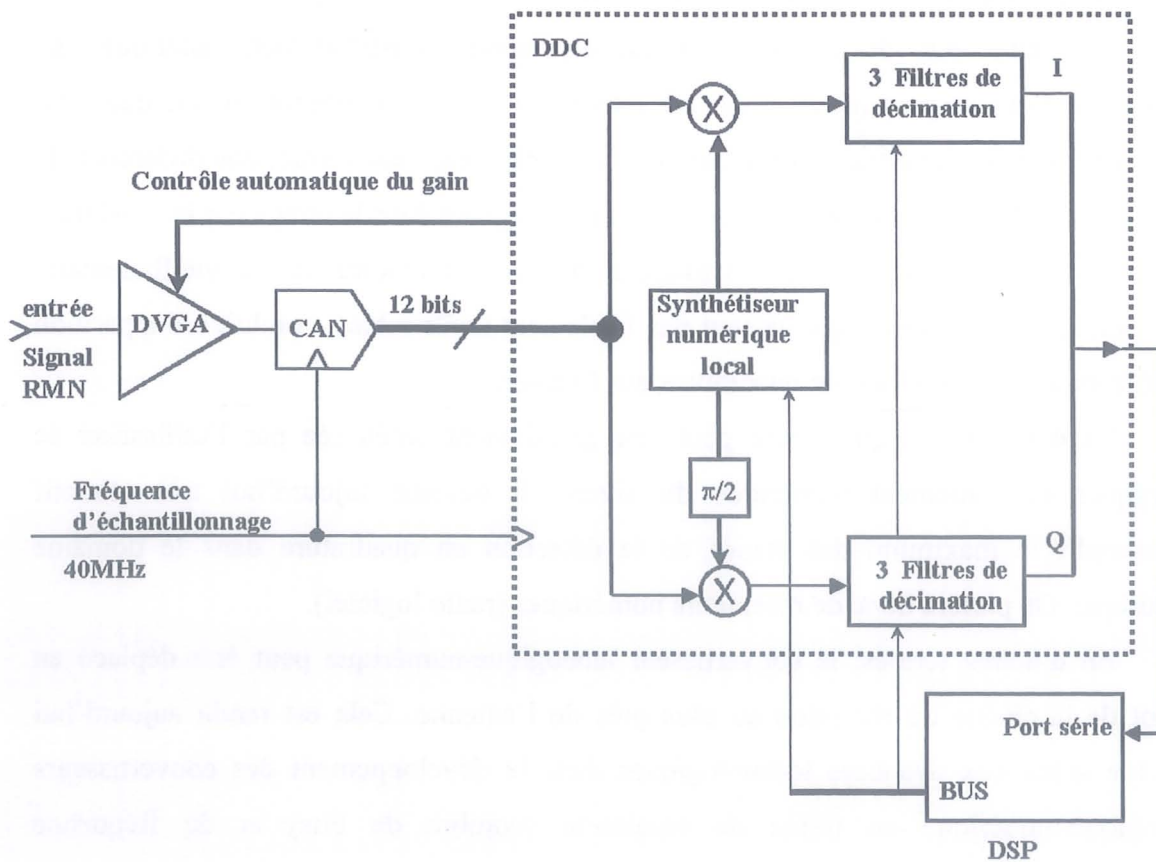 DDC
3 Filtres de
décimation
I
Contrôle automatique du gain
entrée
Signal
RMN
DVGA
CAN
12 bits
X
Synthétiseur
numérique
local
π/2
Fréquence
d'échantillonnage
40MHz
X
3 Filtres de
décimation
Q
Port série
BUS
DSP